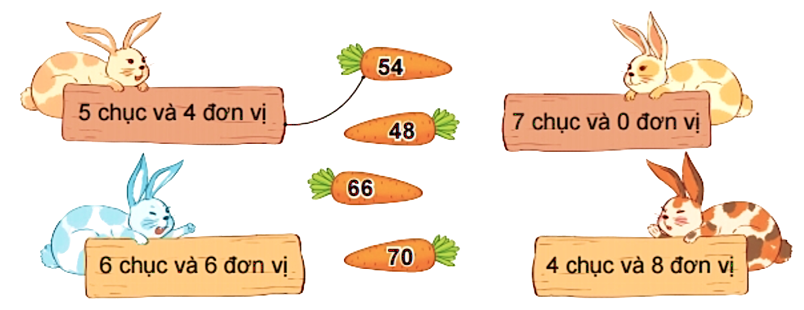 5 chục và 4 đơn vị
54
48
7 chục và 0 đơn vị
66
6 chục và 6 đơn vị
70
4 chục và 8 đơn vị